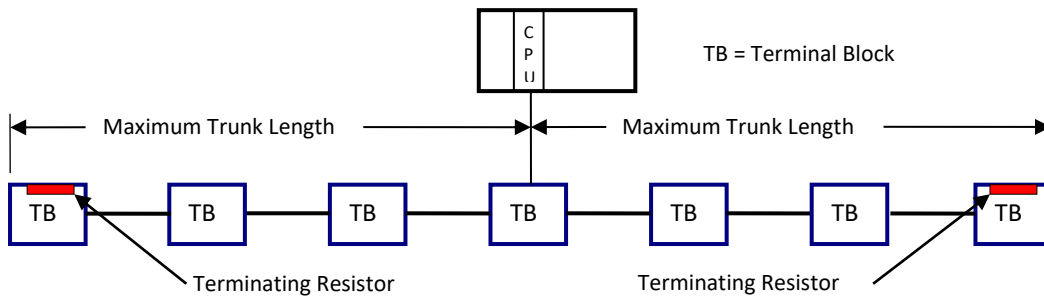 C
P
U
TB = Terminal Block
Maximum Trunk Length
Maximum Trunk Length
TB
TB
TB
TB
TB
TB
TB
Terminating Resistor
Terminating Resistor